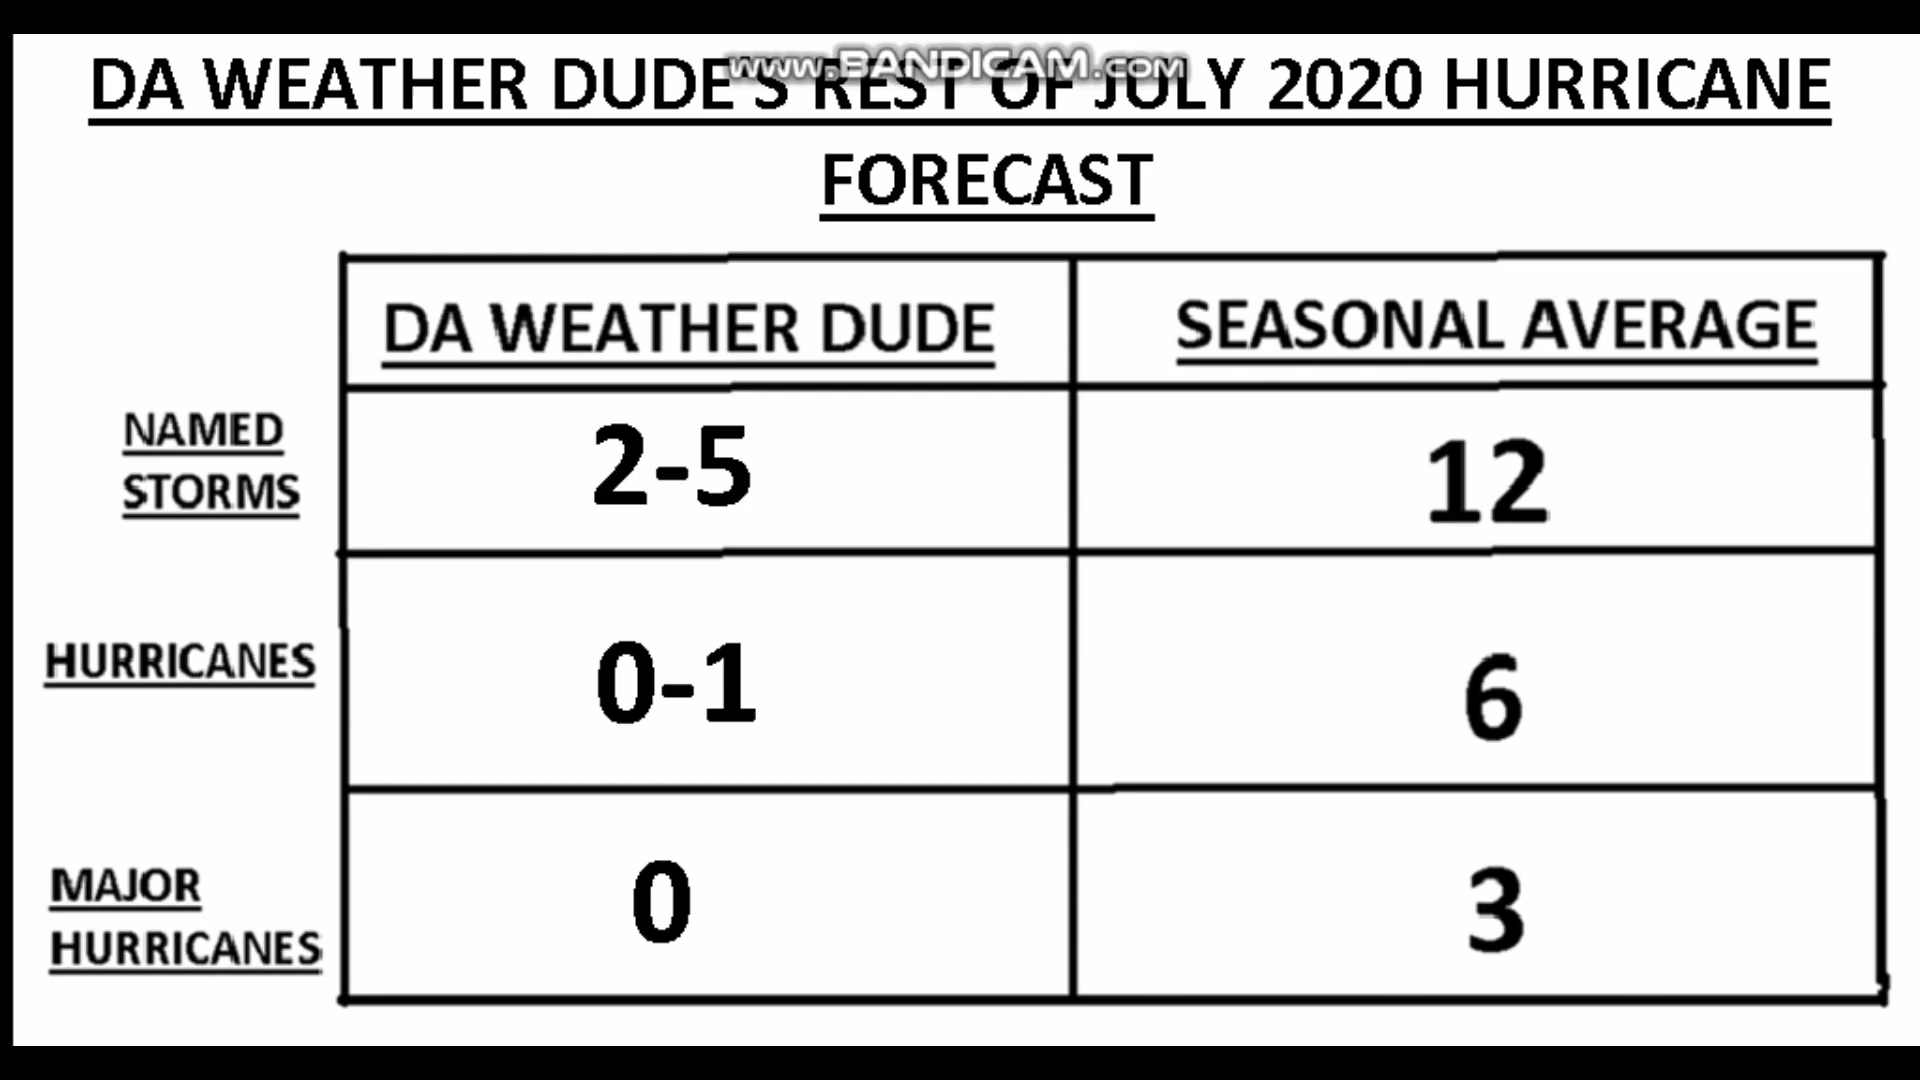 www.BANDICAM.com
DA WEATHER DUDE'S REST OF JULY 2020 HURRICANE
FORECAST
DA WEATHER DUDE SEASONAL AVERAGE
NAMED
STORMS
2-5 12
HURRICANES 0-1 6
MAJOR
HURRICANES
0 3